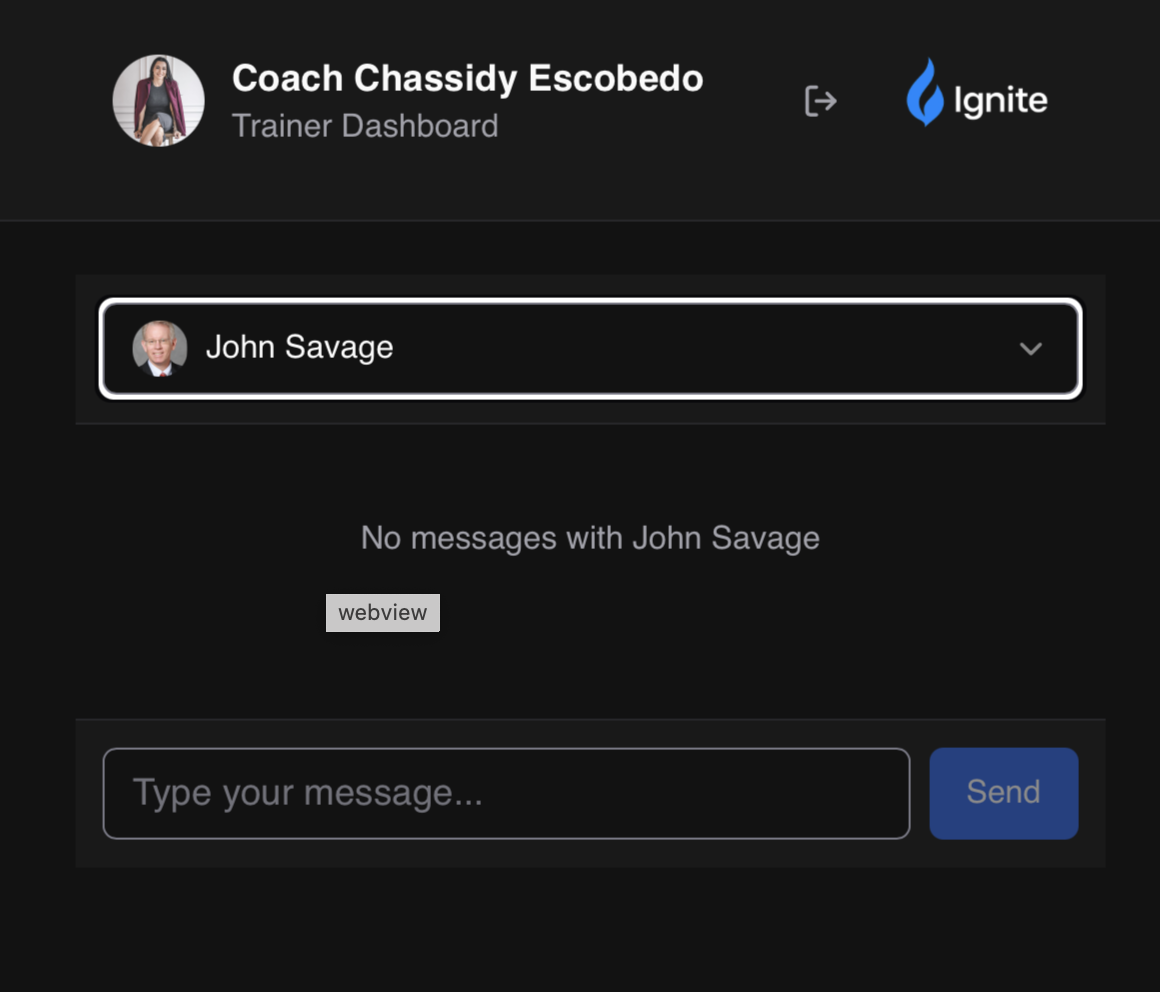 Coach Chassidy Escobedo
Trainer Dashboard
Ignite
John Savage
No messages with John Savage
webview
Type your message...
Send